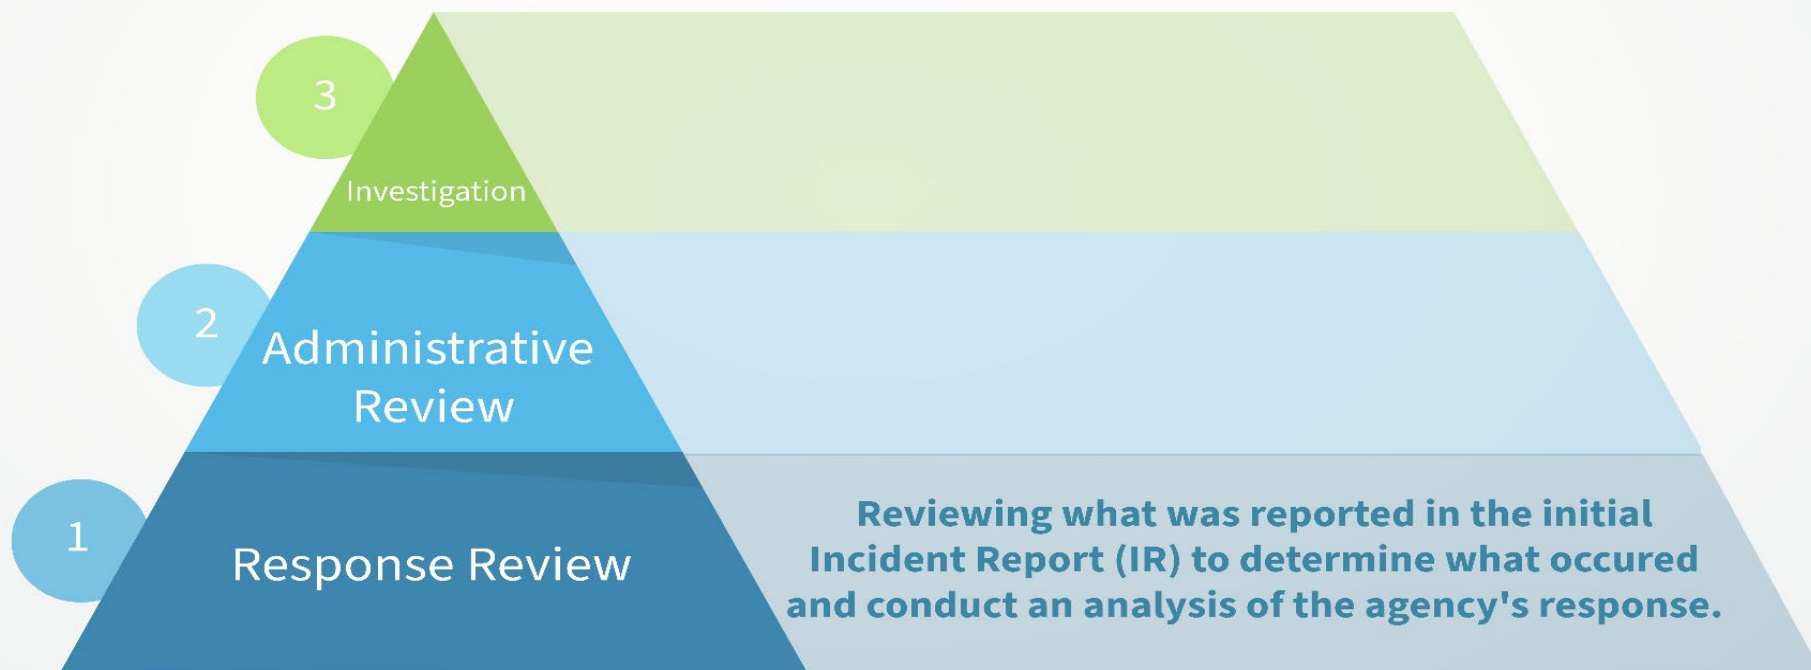 3
Investigation
2
Administrative
Review
1
Response Review
Reviewing what was reported in the initial
Incident Report (IR) to determine what occured
and conduct an analysis of the agency's response.